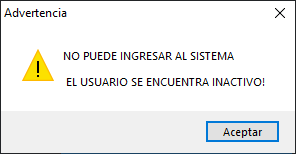 Advertencia
NO PUEDE INGRESAR AL SISTEMA
EL USUARIO SE ENCUENTRA INACTIVO!
Aceptar